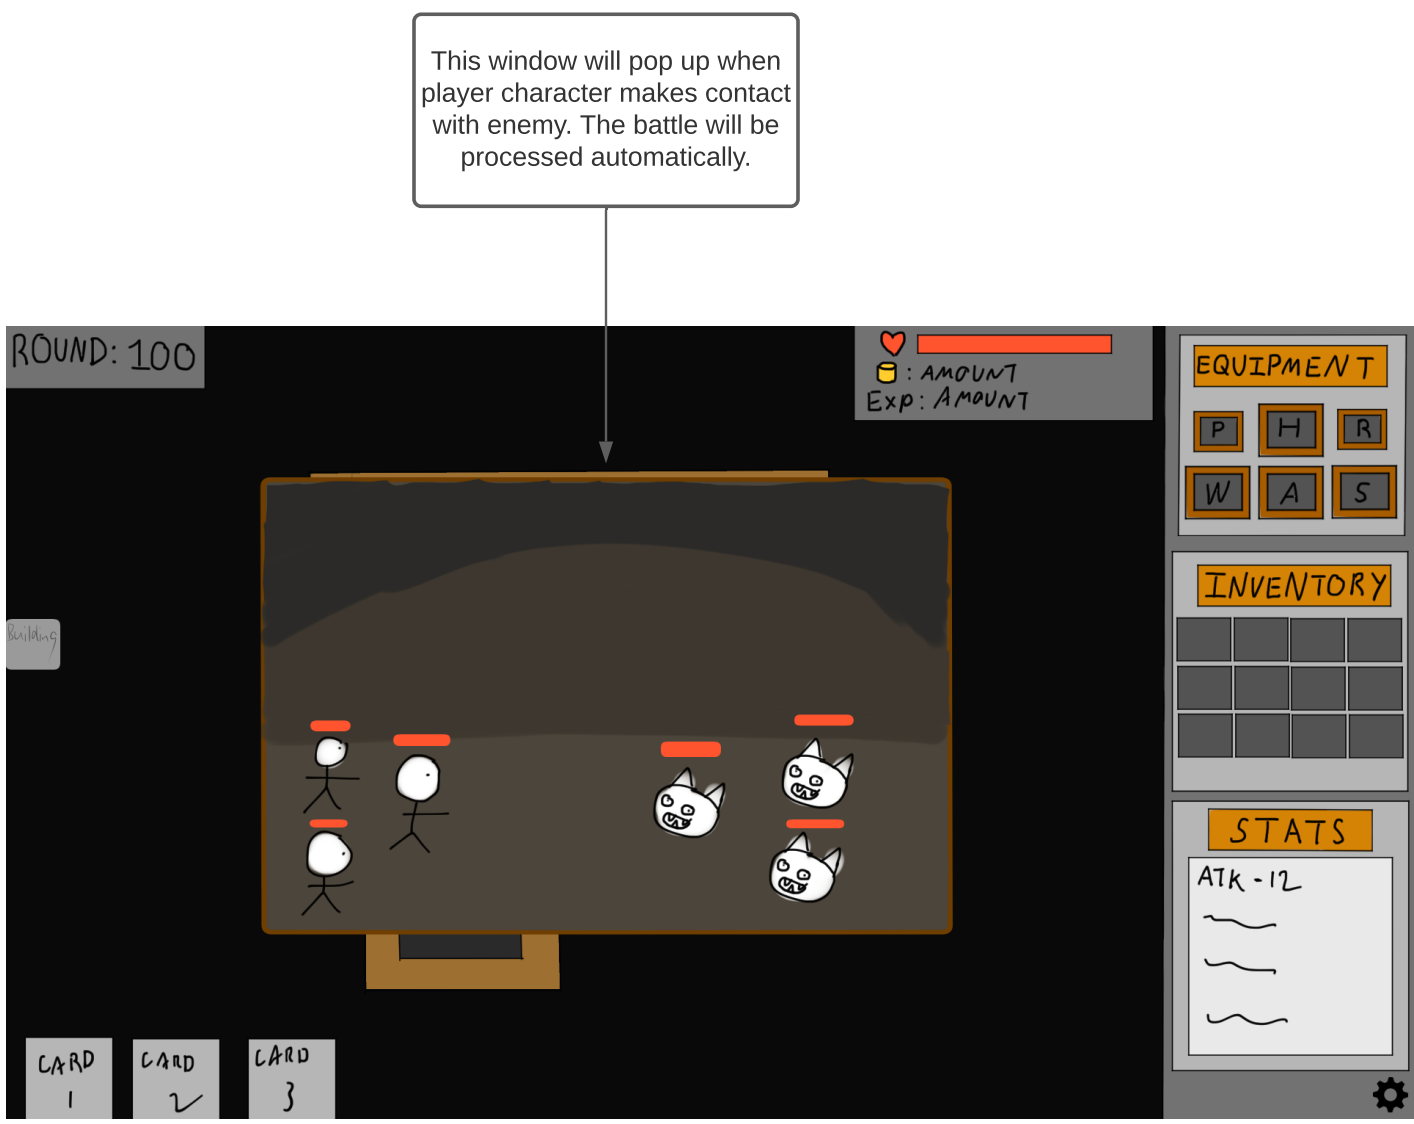 This window will pop up when
player character makes contact
with enemy. The battle will be
processed automatically.
ROUND: 100
: AMOUNT
Exp: AMOUNT
EQUIPMENT
P H R
W A S
Building
INVENTORY
STATS
ATK - 12
CARD
1
CARD
2
CARD
3